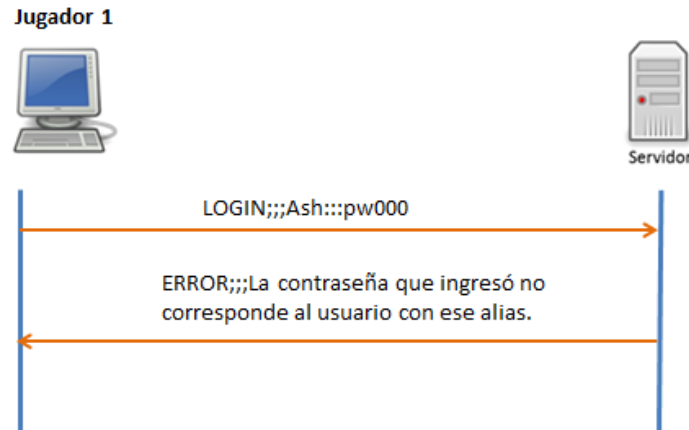 Jugador 1
Servidor
LOGIN;;;Ash:::pw000
ERROR;;;La contraseña que ingresó no
corresponde al usuario con ese alias.